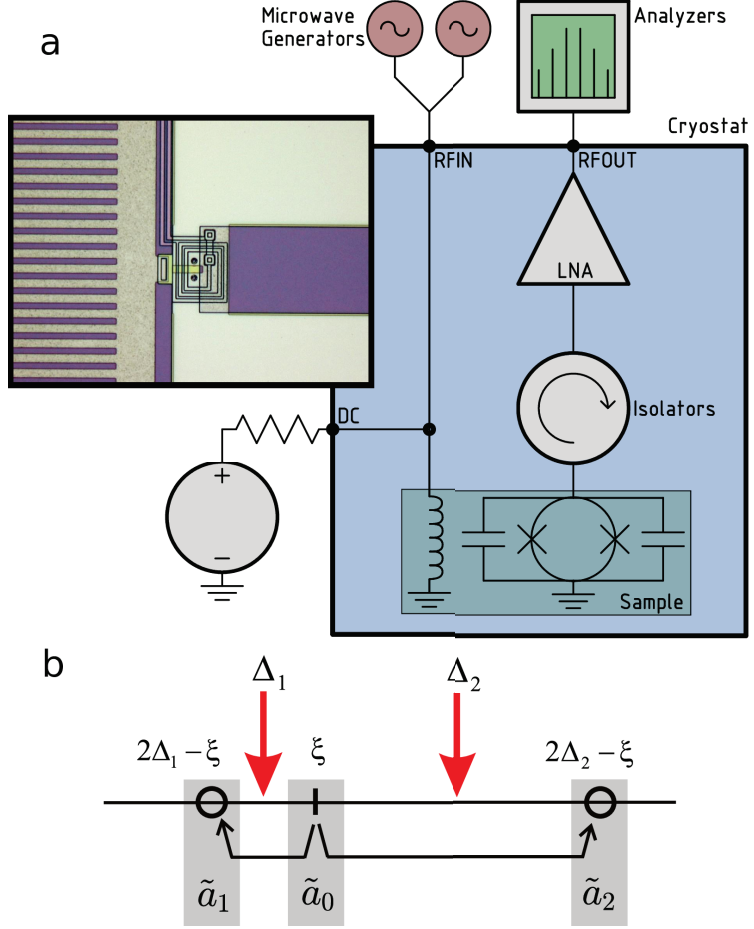 a
Microwave
Generators
Analyzers
Cryostat
RFIN
RFOUT
LNA
DC
Isolators
+
−
Sample
b
Δ₁
Δ₂
2Δ₁−ξ
ξ
2Δ₂−ξ
ã₁
ã₀
ã₂